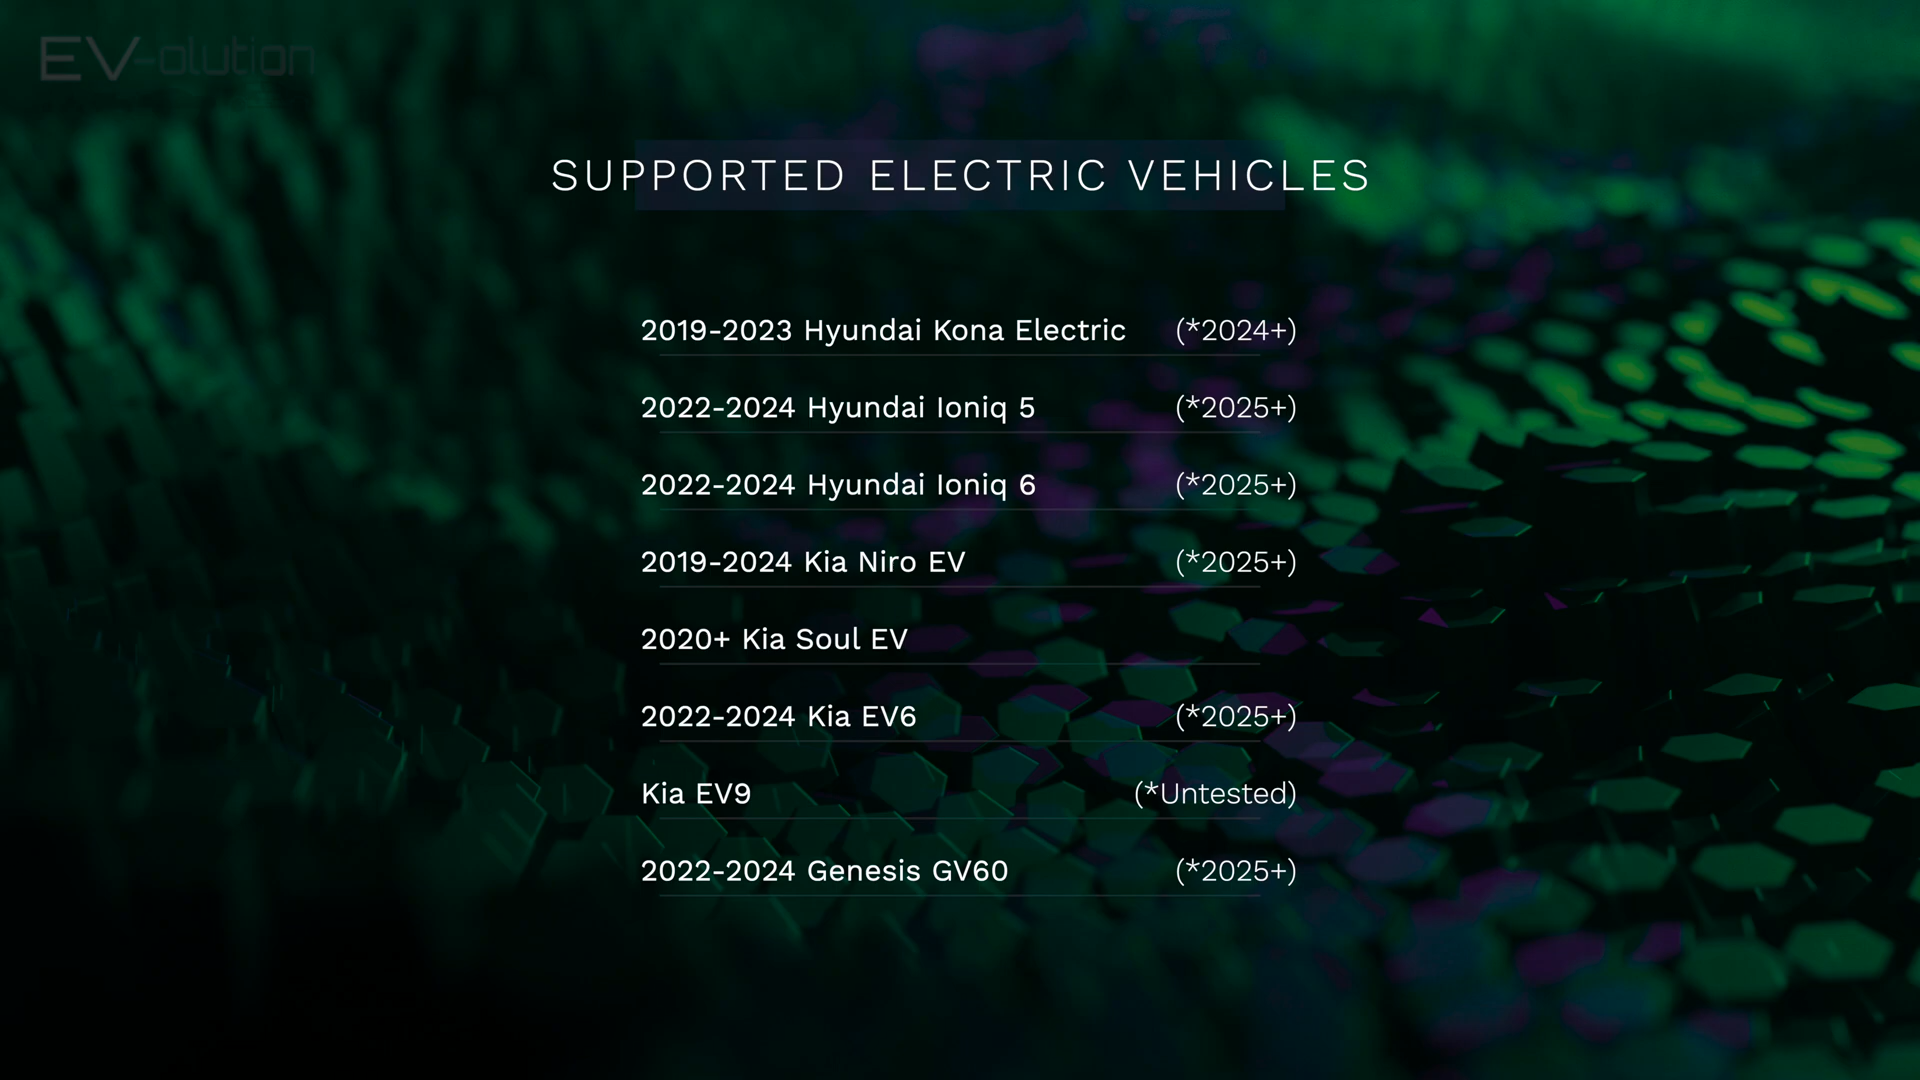 EV-olution
SUPPORTED ELECTRIC VEHICLES
2019-2023 Hyundai Kona Electric (*2024+)
2022-2024 Hyundai Ioniq 5 (*2025+)
2022-2024 Hyundai Ioniq 6 (*2025+)
2019-2024 Kia Niro EV (*2025+)
2020+ Kia Soul EV
2022-2024 Kia EV6 (*2025+)
Kia EV9 (*Untested)
2022-2024 Genesis GV60 (*2025+)